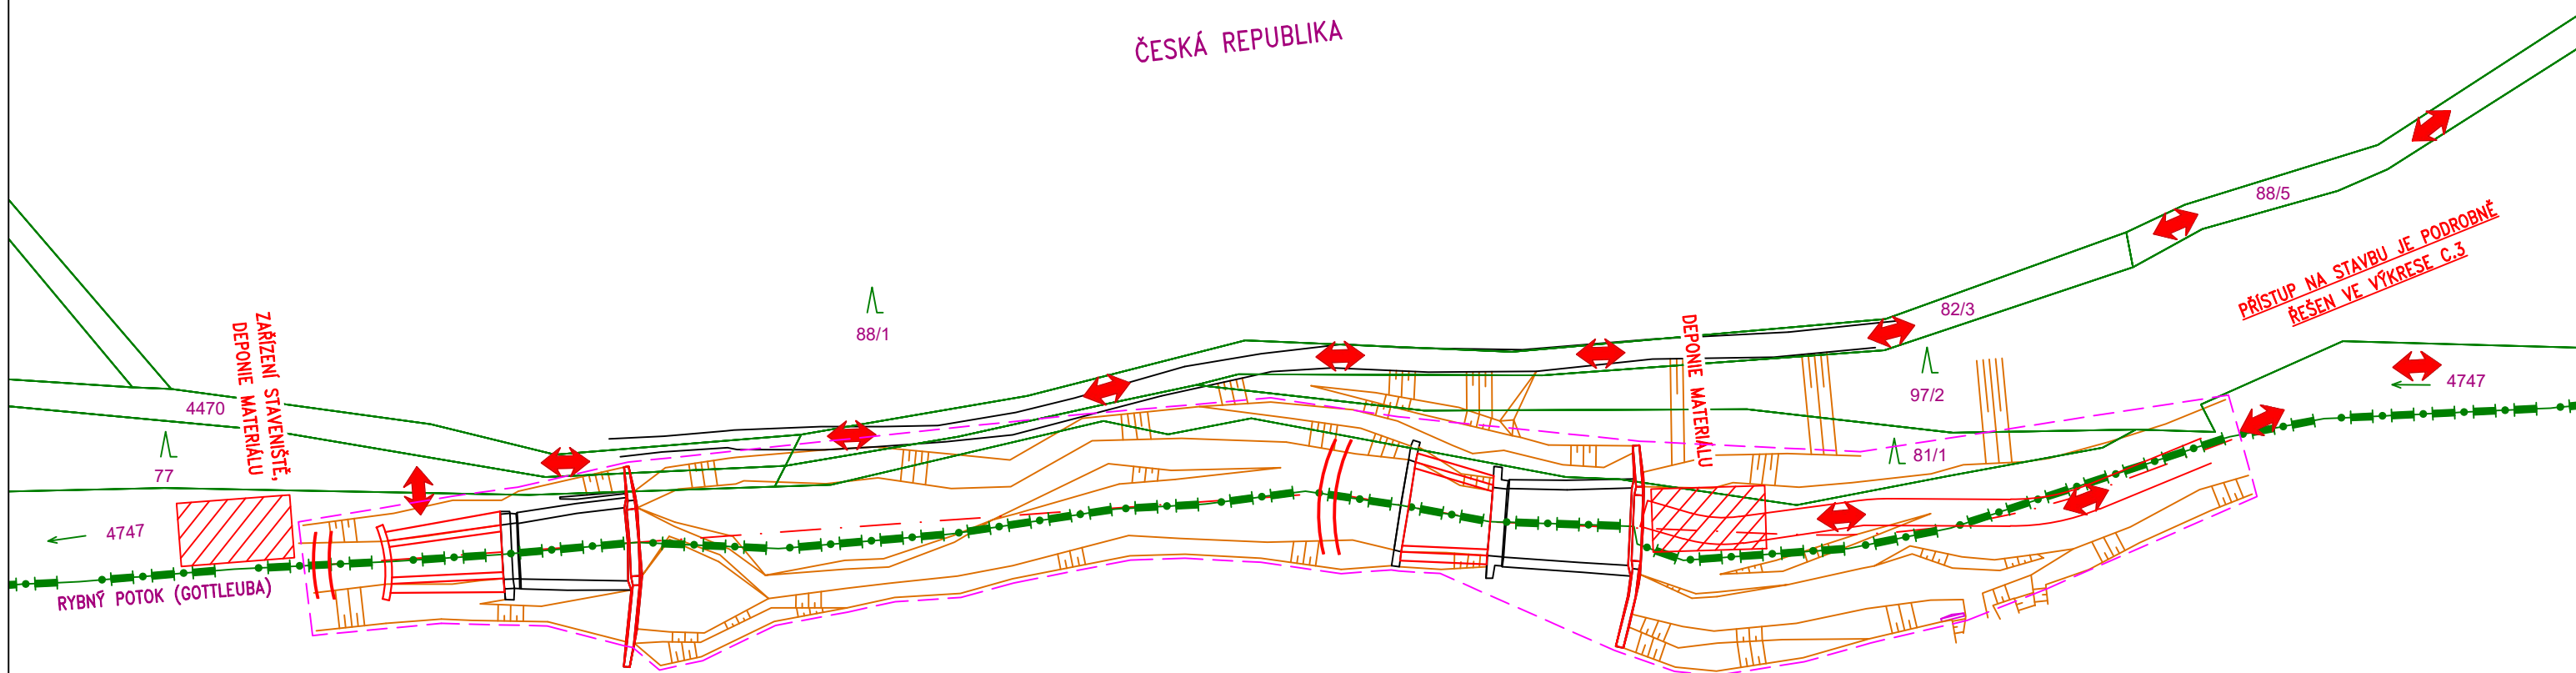 ČESKÁ REPUBLIKA
88/5
PŘÍSTUP NA STAVBU JE PODROBNĚ
ŘEŠEN VE VÝKRESE C.3
82/3
88/1
ZAŘÍZENÍ STAVENIŠTĚ,
DEPONIE MATERIÁLU
DEPONIE MATERIÁLU
4747
97/2
4470
81/1
77
4747
RYBNÝ POTOK (GOTTLEUBA)